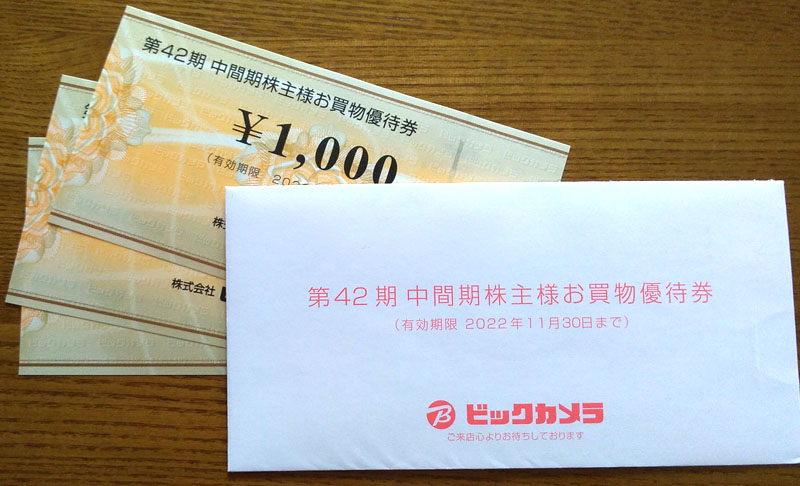 第42期 中間期株主様お買物優待券
¥1,000
(有効期限 202
株
株式会社
第42期 中間期株主様お買物優待券
(有効期限 2022年11月30日まで)
ビックカメラ
ご来店心よりお待ちしております